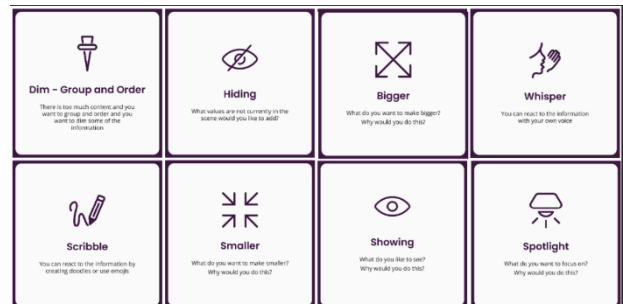 Dim – Group and Order
There is too much content and you
want to group and order and you
want to dim some of the
information
Hiding
What values are not currently in the
scene would you like to add?
Bigger
What do you want to make bigger?
Why would you do this?
Whisper
You can react to the information
with your own voice
Scribble
You can react to the information by
creating doodles or use emojis
Smaller
What do you want to make smaller?
Why would you do this?
Showing
What do you like to see?
Why would you do this?
Spotlight
What do you want to focus on?
Why would you do this?